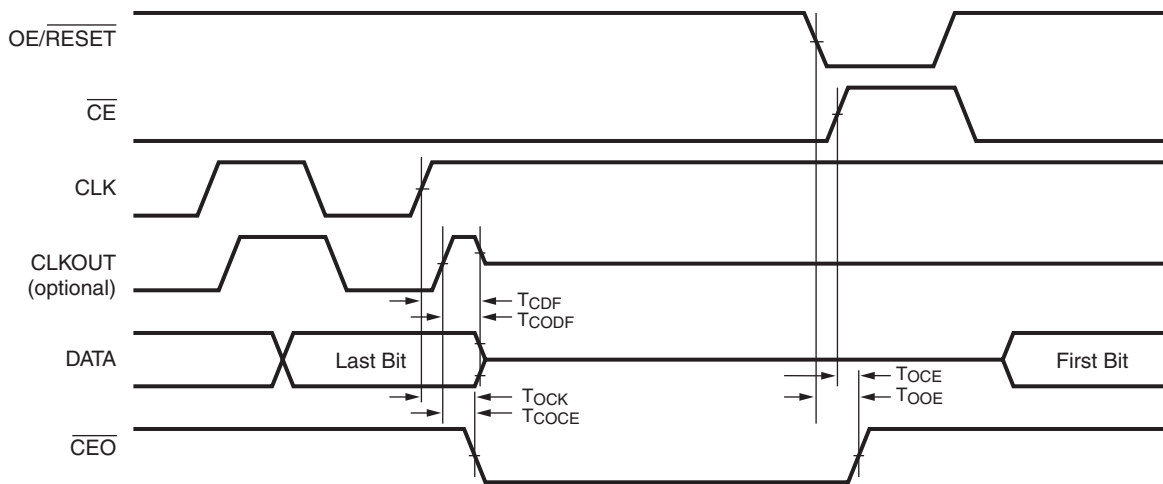 OE/RESET
CE
CLK
CLKOUT
(optional)
TCDF
TCODF
DATA
Last Bit
First Bit
TOCE
TOOE
TOCK
TCOCE
CEO